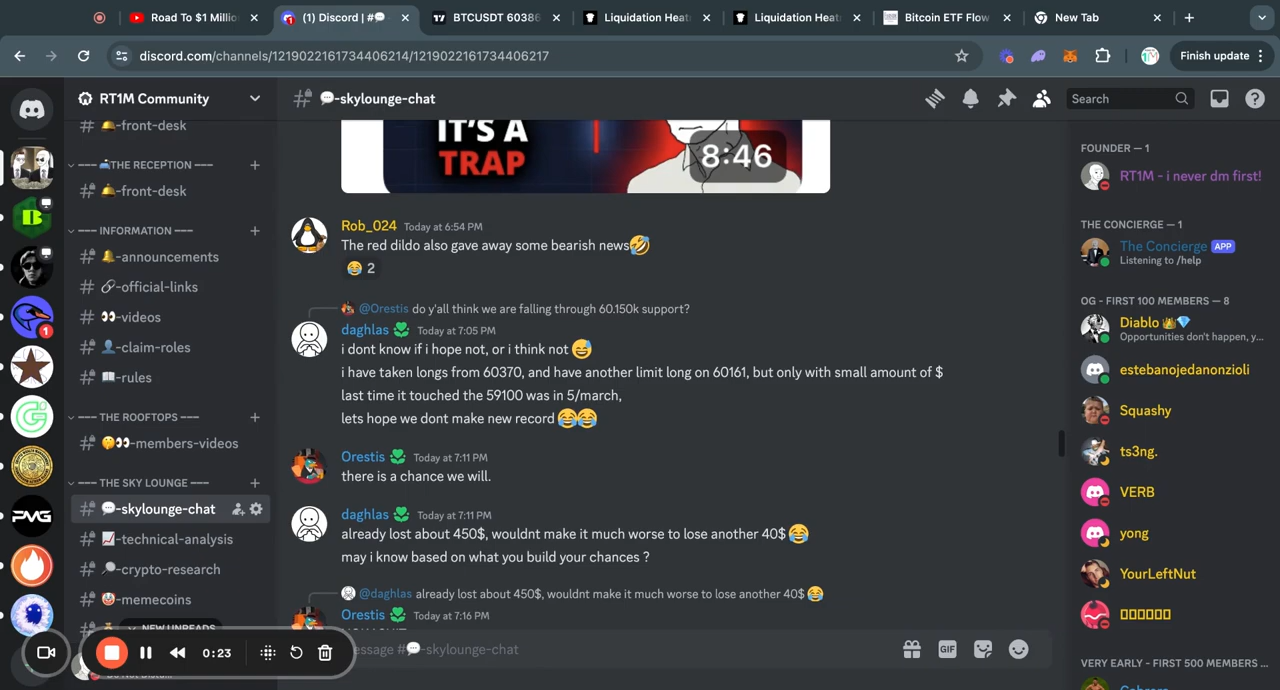 Road To $1 Millio
(1) Discord | #💬
BTCUSDT 60386
Liquidation Heat
Liquidation Heat
Bitcoin ETF Flow
New Tab
discord.com/channels/1219022161734406214/1219022161734406217
Finish update
RT1M Community
#💬-skylounge-chat
Search
🛎️-front-desk
--- 🛋️THE RECEPTION ---
🛎️-front-desk
--- INFORMATION ---
🔔-announcements
🔗-official-links
👀-videos
👤-claim-roles
📖-rules
--- THE ROOFTOPS ---
🤫👀-members-videos
--- THE SKY LOUNGE ---
💬-skylounge-chat
📈-technical-analysis
🔎-crypto-research
🤡-memecoins
NEW UNREADS
0:23
IT'S A
TRAP
8:46
Rob_024 Today at 6:54 PM
The red dildo also gave away some bearish news🤣
😂 2
@Orestis do y'all think we are falling through 60.150k support?
daghlas Today at 7:05 PM
i dont know if i hope not, or i think not 😅
i have taken longs from 60370, and have another limit long on 60161, but only with small amount of $
last time it touched the 59100 was in 5/march,
lets hope we dont make new record 😂😂
Orestis Today at 7:11 PM
there is a chance we will.
daghlas Today at 7:11 PM
already lost about 450$, wouldnt make it much worse to lose another 40$😂
may i know based on what you build your chances ?
@daghlas already lost about 450$, wouldnt make it much worse to lose another 40$😂
Orestis Today at 7:16 PM
essage #💬-skylounge-chat
GIF
FOUNDER — 1
RT1M - i never dm first!
THE CONCIERGE — 1
The Concierge APP
Listening to /help
OG - FIRST 100 MEMBERS — 8
Diablo 👑💎
Opportunities don't happen, y...
estebanojedanonzioli
Squashy
ts3ng.
VERB
yong
YourLeftNut
VERY EARLY - FIRST 500 MEMBERS ...
PMG